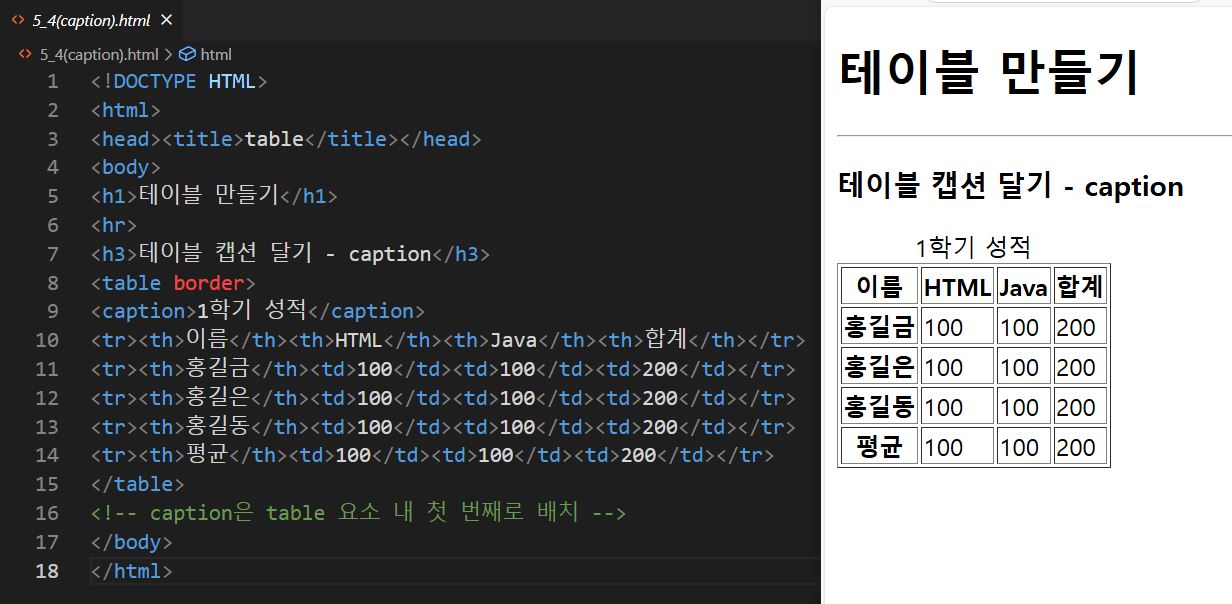 5_4(caption).html
5_4(caption).html > html
1 <!DOCTYPE HTML>
2 <html>
3 <head><title>table</title></head>
4 <body>
5 <h1>테이블 만들기</h1>
6 <hr>
7 <h3>테이블 캡션 달기 - caption</h3>
8 <table border>
9 <caption>1학기 성적</caption>
10 <tr><th>이름</th><th>HTML</th><th>Java</th><th>합계</th></tr>
11 <tr><th>홍길금</th><td>100</td><td>100</td><td>200</td></tr>
12 <tr><th>홍길은</th><td>100</td><td>100</td><td>200</td></tr>
13 <tr><th>홍길동</th><td>100</td><td>100</td><td>200</td></tr>
14 <tr><th>평균</th><td>100</td><td>100</td><td>200</td></tr>
15 </table>
16 <!-- caption은 table 요소 내 첫 번째로 배치 -->
17 </body>
18 </html>
테이블 만들기
테이블 캡션 달기 - caption
1학기 성적
이름 HTML Java 합계
홍길금 100 100 200
홍길은 100 100 200
홍길동 100 100 200
평균 100 100 200